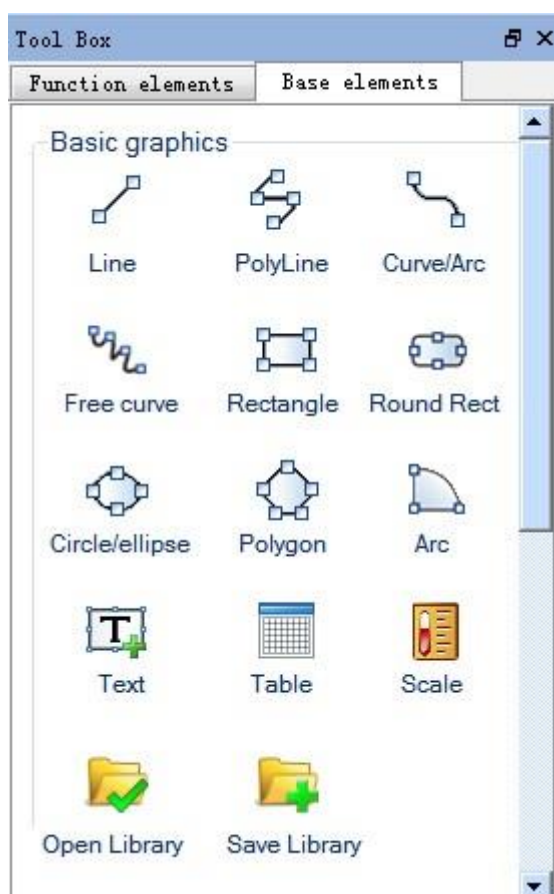 Tool Box
Function elements Base elements
Basic graphics
Line PolyLine Curve/Arc
Free curve Rectangle Round Rect
Circle/ellipse Polygon Arc
T
Text Table Scale
Open Library Save Library